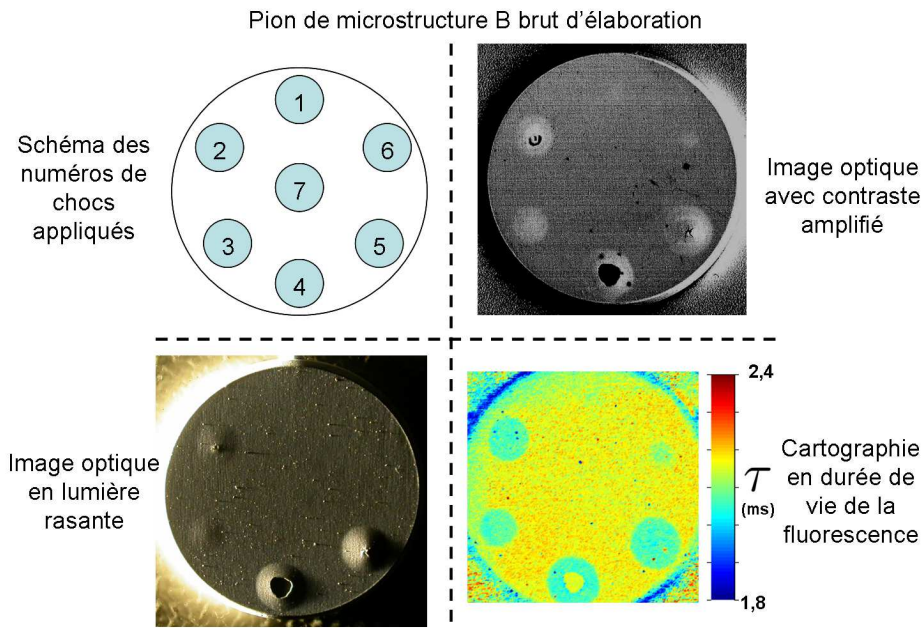 Pion de microstructure B brut d'élaboration
Schéma des
numéros de
chocs
appliqués
1
2
6
7
3
5
4
Image optique
avec contraste
amplifié
Image optique
en lumière
rasante
2,4
τ
(ms)
1,8
Cartographie
en durée de
vie de la
fluorescence